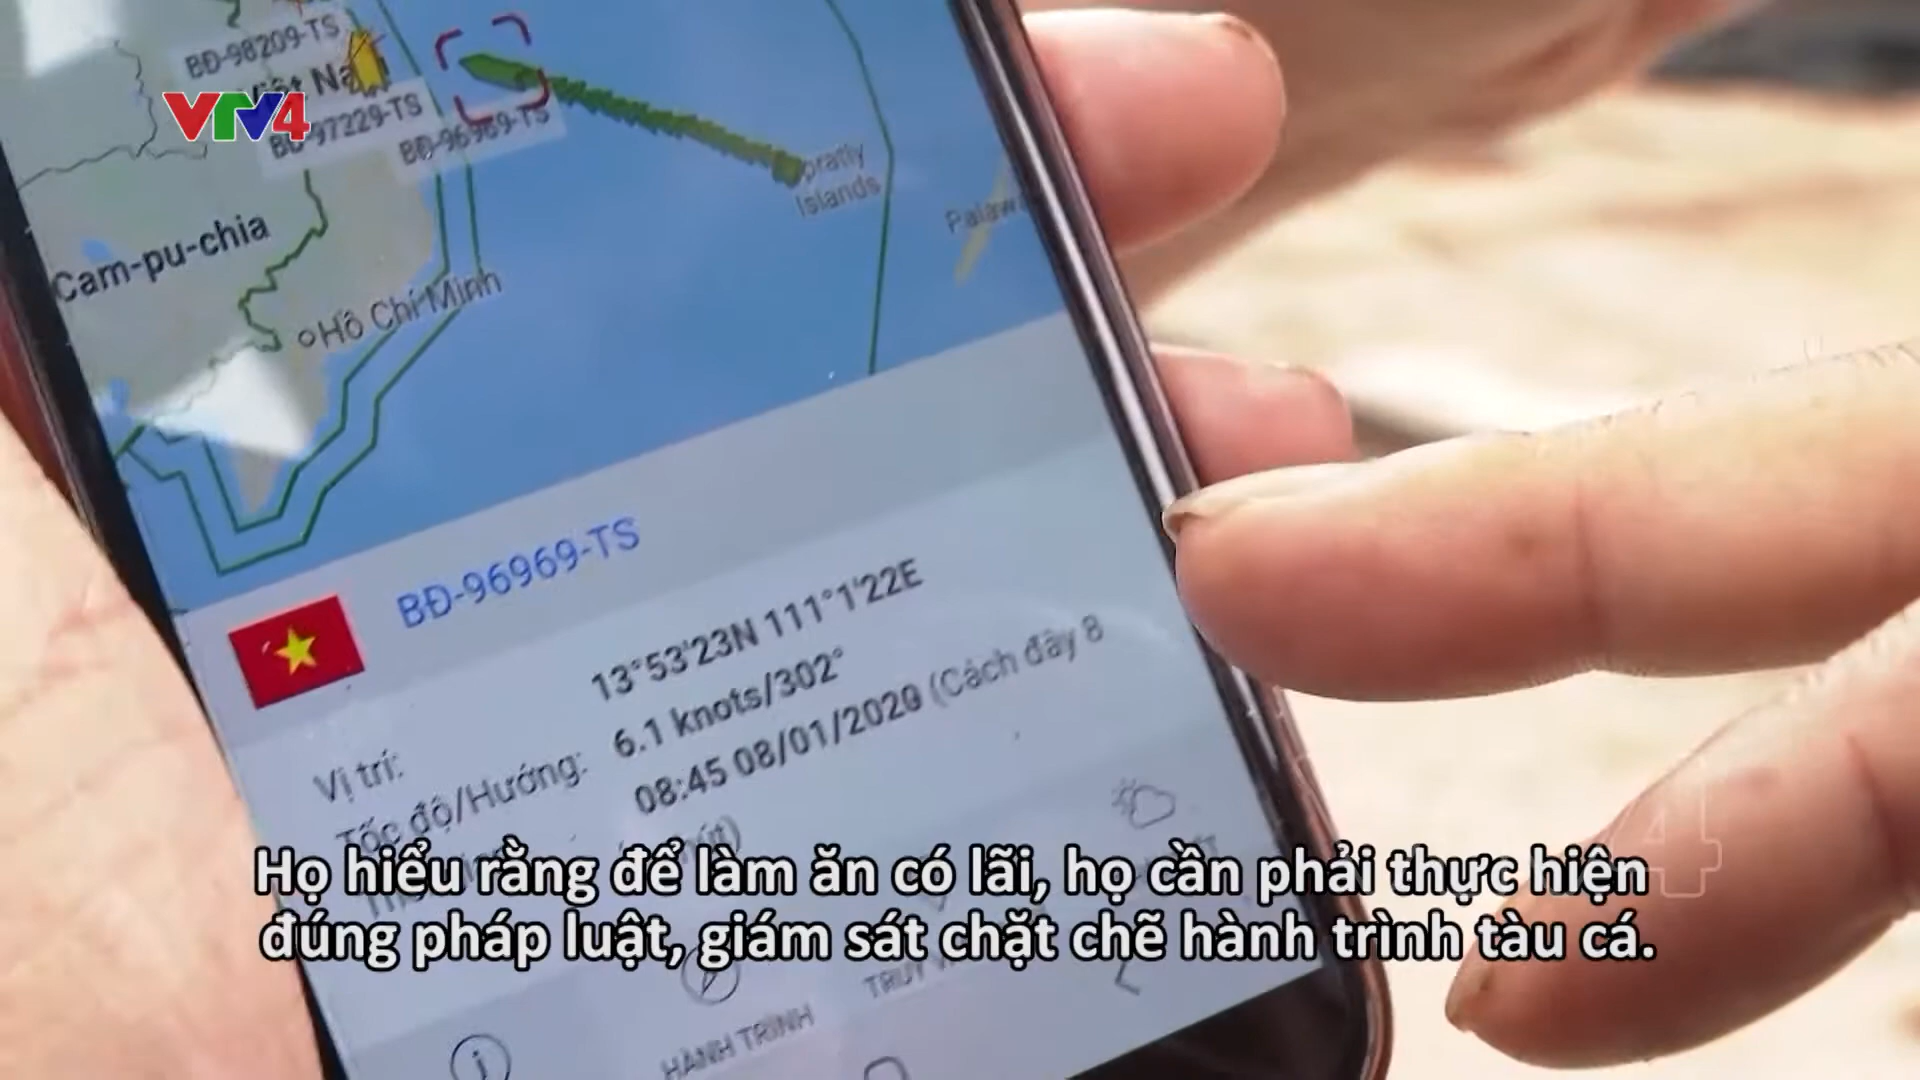 BĐ-98209-TS
Việt Na
VTV4
BĐ-97229-TS
BĐ-96969-TS
Spratly
Islands
Palaw
Cam-pu-chia
Hồ Chí Minh
BĐ-96969-TS
Vị trí: 13°53'23N 111°1'22E
Tốc độ/Hướng: 6.1 knots/302°
08:45 08/01/2020 (Cách đây 8
Họ hiểu rằng để làm ăn có lãi, họ cần phải thực hiện
đúng pháp luật, giám sát chặt chẽ hành trình tàu cá.
HÀNH TRÌNH